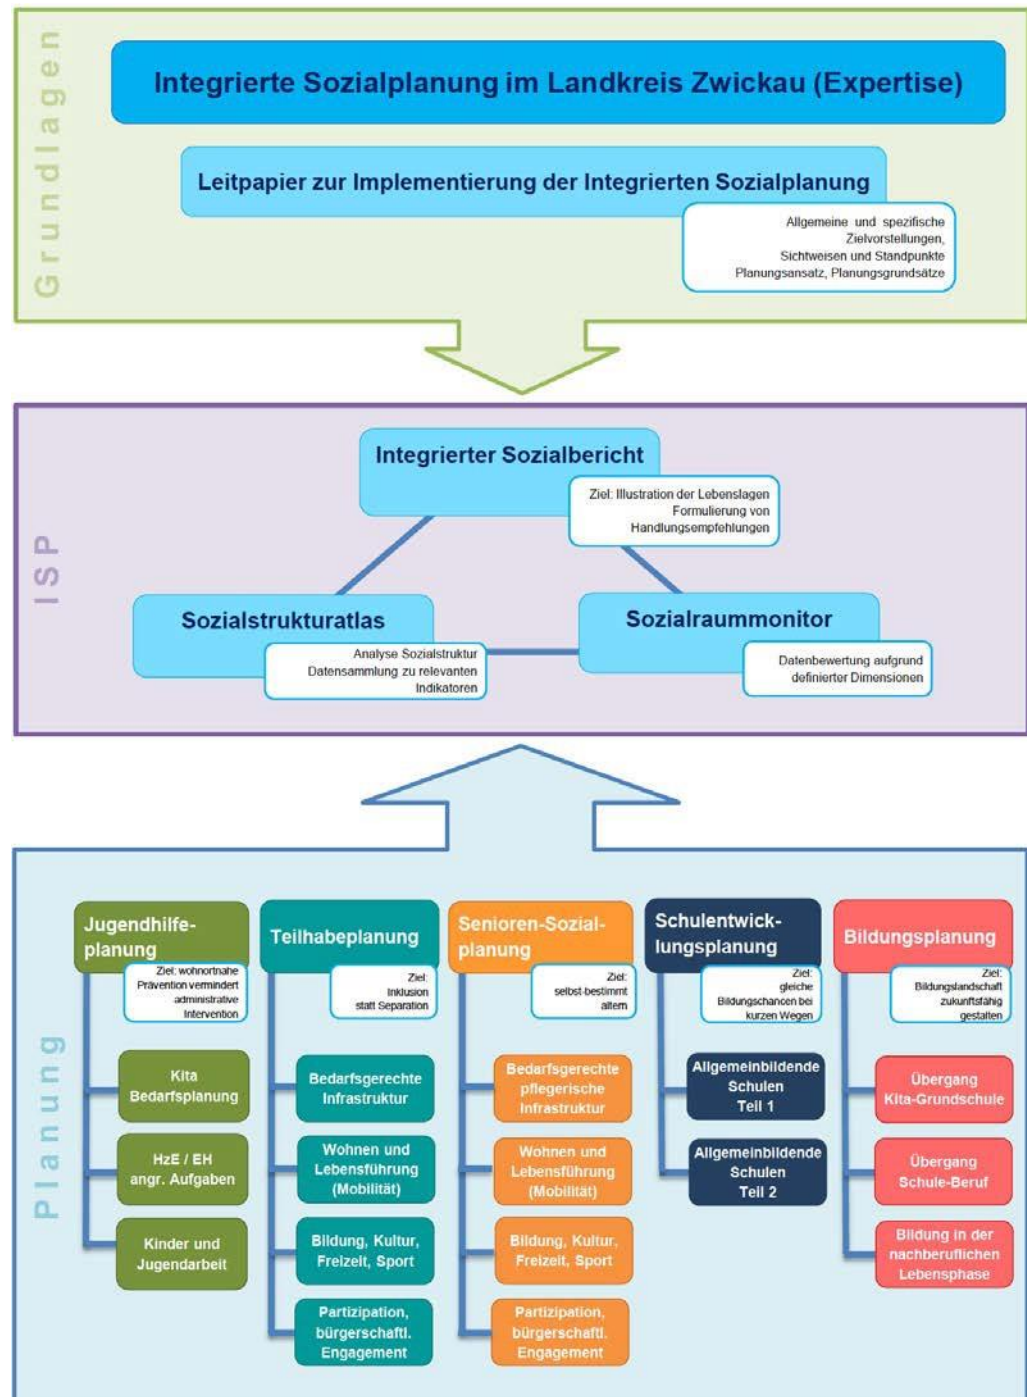 Grundlagen
Integrierte Sozialplanung im Landkreis Zwickau (Expertise)
Leitpapier zur Implementierung der Integrierten Sozialplanung
Allgemeine und spezifische
Zielvorstellungen,
Sichtweisen und Standpunkte
Planungsansatz, Planungsgrundsätze
ISP
Integrierter Sozialbericht
Ziel: Illustration der Lebenslagen
Formulierung von
Handlungsempfehlungen
Sozialstrukturatlas
Analyse Sozialstruktur
Datensammlung zu relevanten
Indikatoren
Sozialraummonitor
Datenbewertung aufgrund
definierter Dimensionen
Planung
Jugendhilfe-
planung
Ziel: wohnortnahe
Prävention vermindert
administrative
Intervention
Kita
Bedarfsplanung
HzE / EH
angr. Aufgaben
Kinder und
Jugendarbeit
Teilhabeplanung
Ziel:
Inklusion
statt Separation
Bedarfsgerechte
Infrastruktur
Wohnen und
Lebensführung
(Mobilität)
Bildung, Kultur,
Freizeit, Sport
Partizipation,
bürgerschaftl.
Engagement
Senioren-Sozial-
planung
Ziel:
selbst-bestimmt
altern
Bedarfsgerechte
pflegerische
Infrastruktur
Wohnen und
Lebensführung
(Mobilität)
Bildung, Kultur,
Freizeit, Sport
Partizipation,
bürgerschaftl.
Engagement
Schulentwick-
lungsplanung
Ziel:
gleiche
Bildungschancen bei
kurzen Wegen
Allgemeinbildende
Schulen
Teil 1
Allgemeinbildende
Schulen
Teil 2
Bildungsplanung
Ziel:
Bildungslandschaft
zukunftsfähig
gestalten
Übergang
Kita-Grundschule
Übergang
Schule-Beruf
Bildung in der
nachberuflichen
Lebensphase